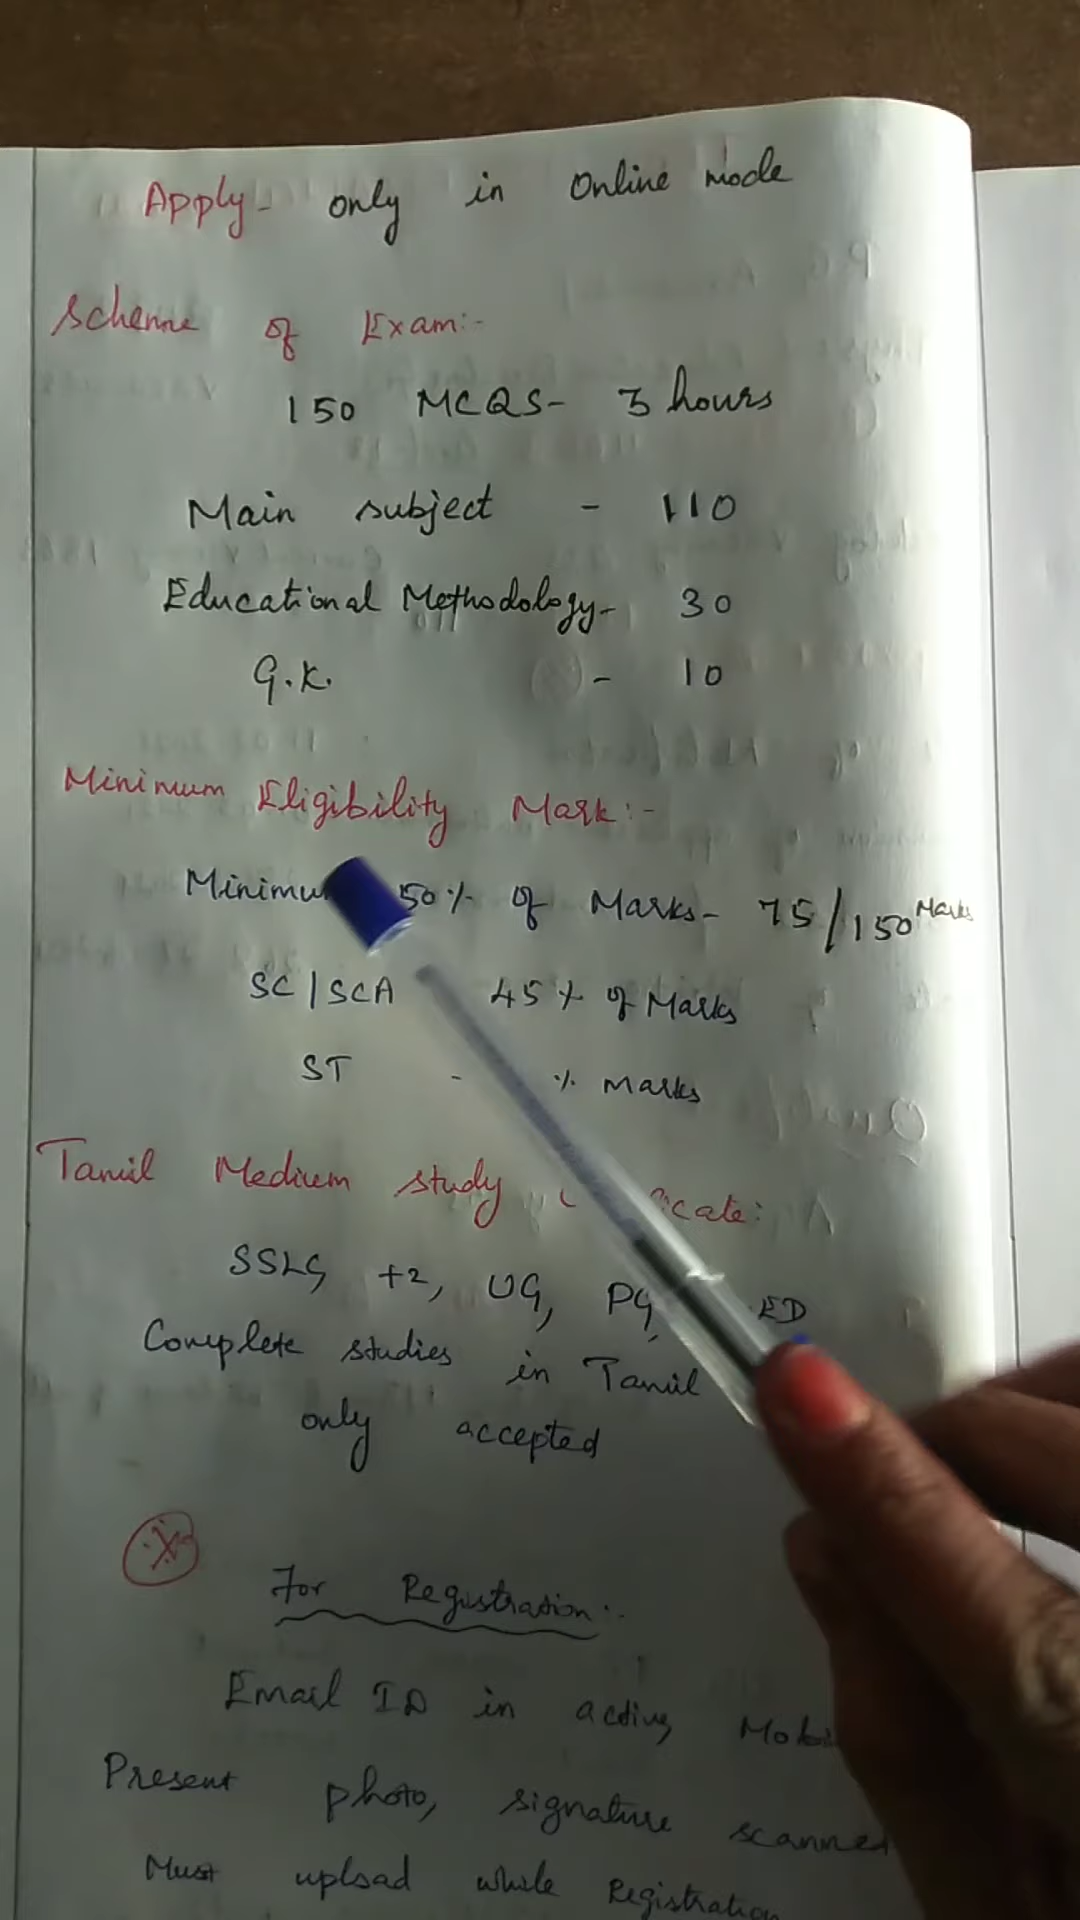 Apply - only in Online mode
Scheme of Exam:-
150 MCQS- 3 hours
Main subject - 110
Educational Methodology- 30
G.K. - 10
Minimum Eligibility Mark:-
50% of Marks- 75/150 Marks
SC/SCA 45% of Marks
ST - % Marks
Tamil Medium study
SSLC, +2, UG, PG, ED
Complete studies in Tamil
only accepted
For Registration:-
Email ID in active,
Present photo, signature
Must upload while Registration